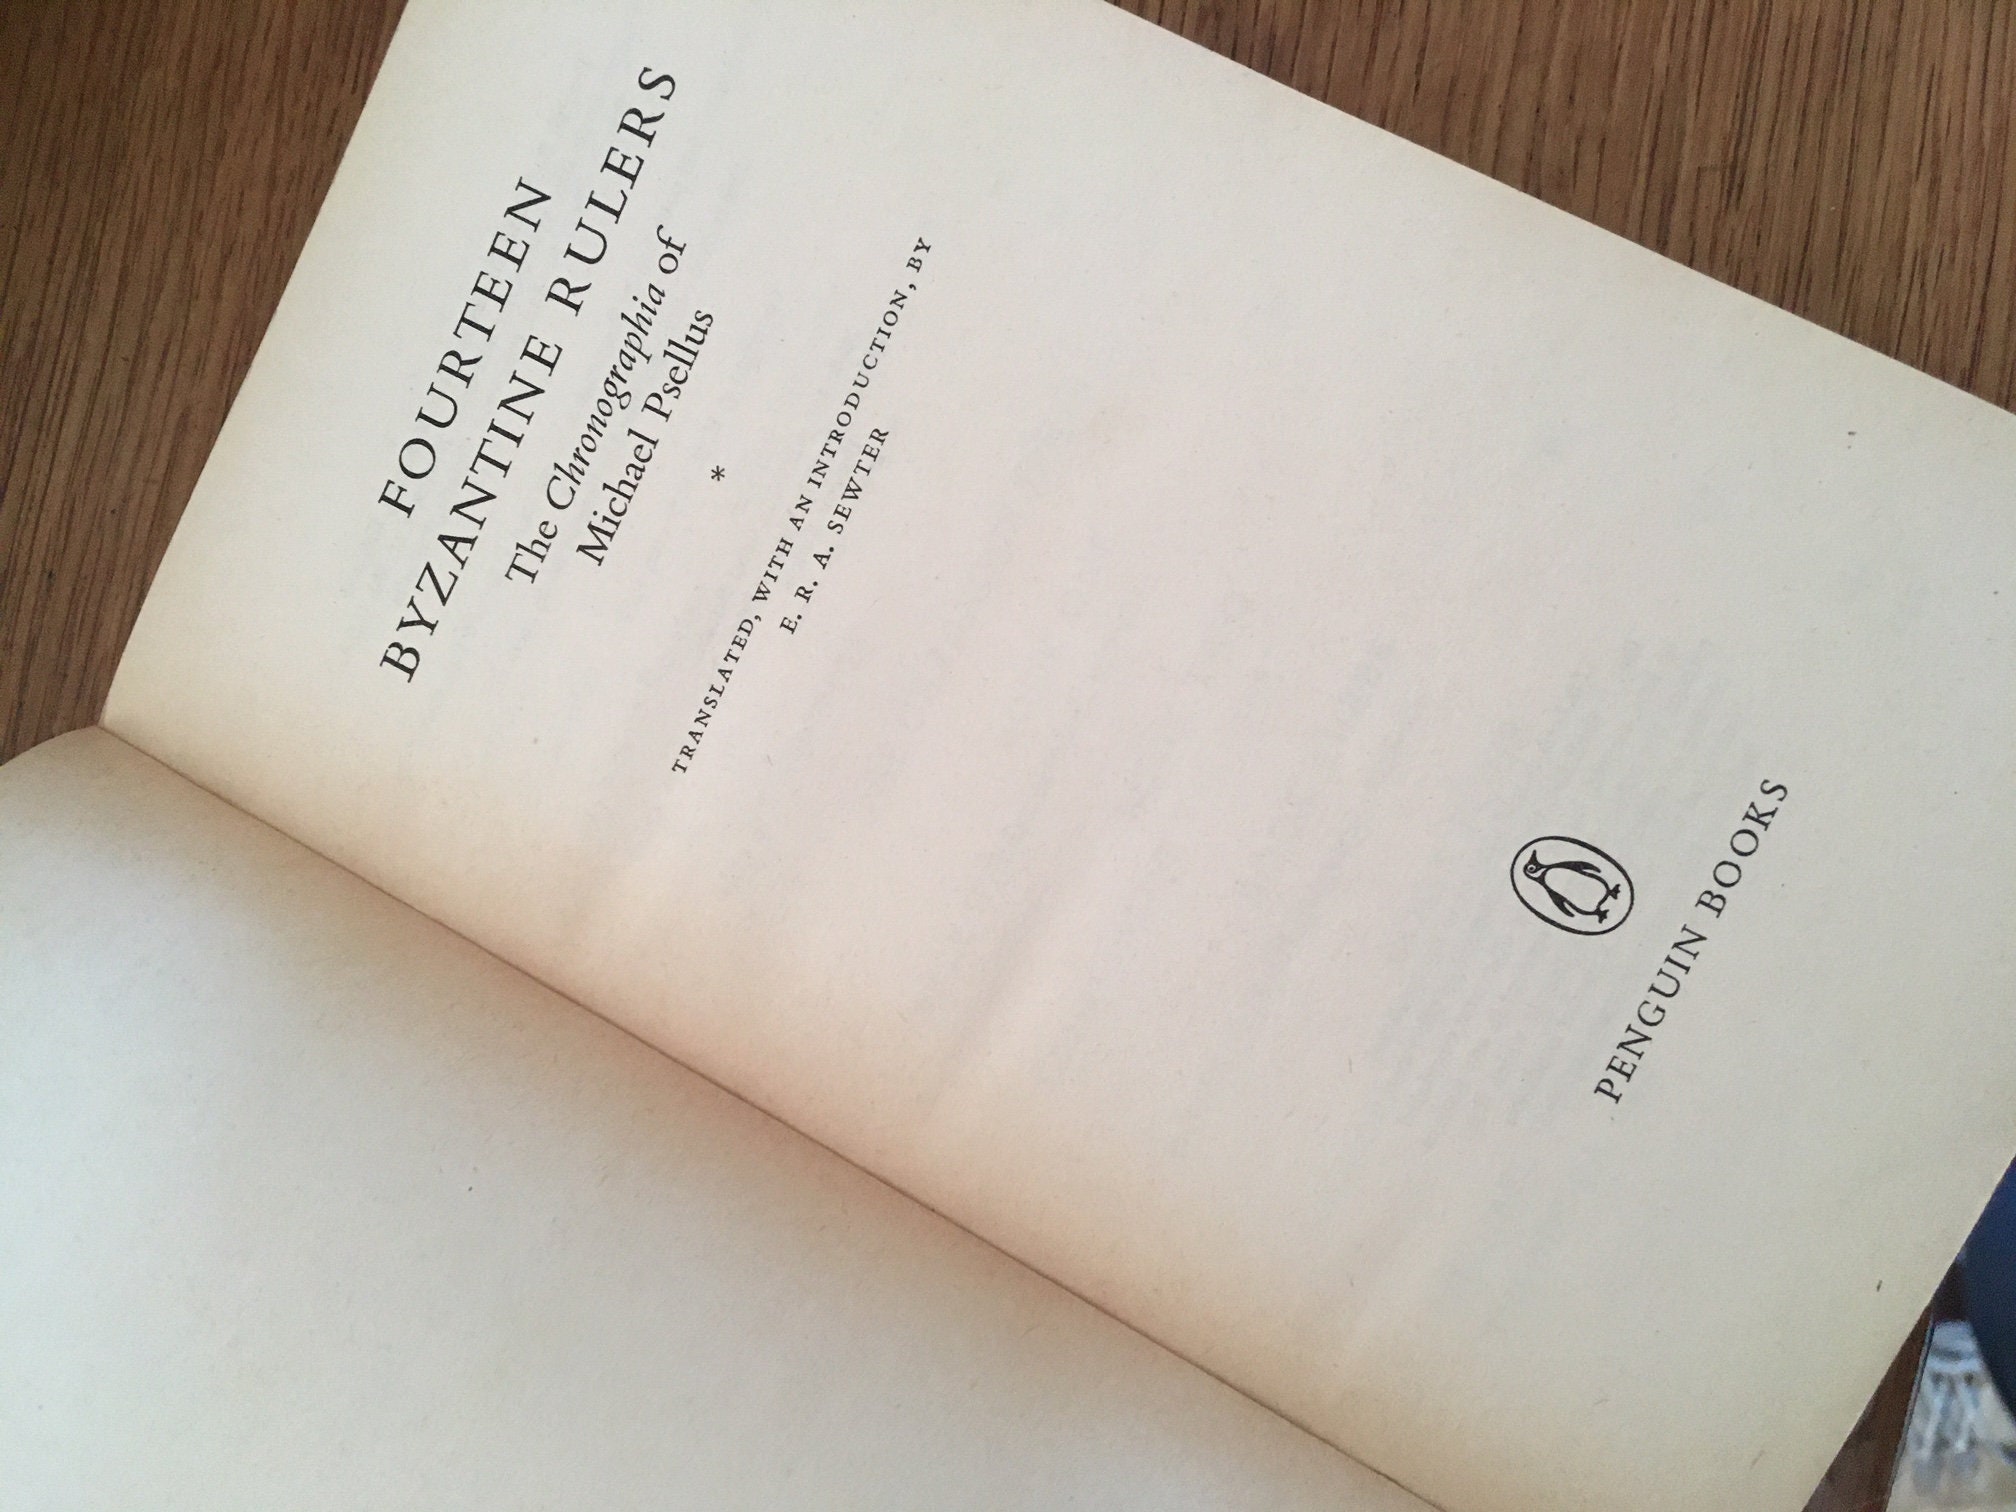 FOURTEEN
BYZANTINE RULERS
The Chronographia of
Michael Psellus
*
TRANSLATED, WITH AN INTRODUCTION, BY
E. R. A. SEWTER
PENGUIN BOOKS